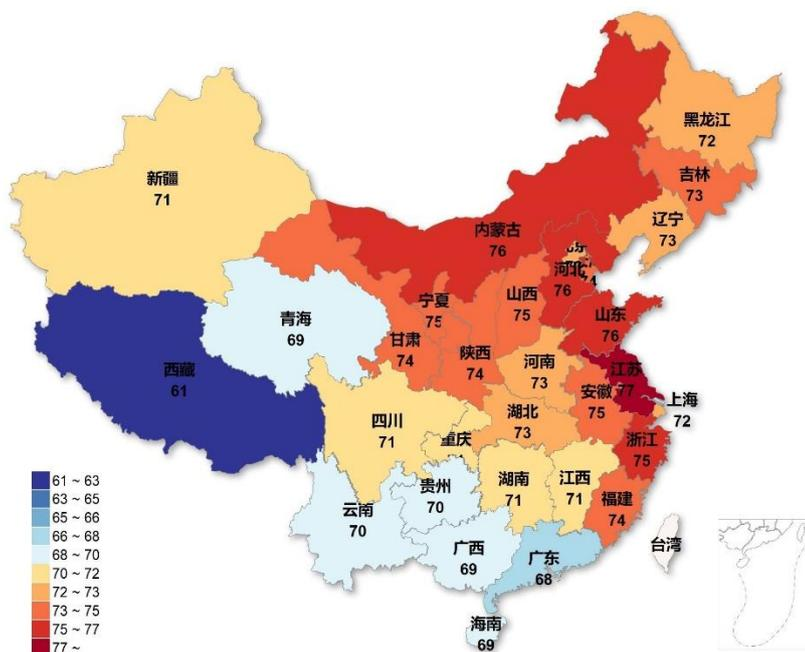 黑龙江
72
吉林
73
辽宁
73
新疆
71
内蒙古
76
河北
76
山西
75
宁夏
75
山东
76
青海
69
甘肃
74
陕西
74
河南
73
江苏
77
安徽
75
上海
72
西藏
61
四川
71
重庆
湖北
73
浙江
75
贵州
70
湖南
71
江西
71
福建
74
云南
70
广西
69
广东
68
台湾
海南
69
61 ~ 63
63 ~ 65
65 ~ 66
66 ~ 68
68 ~ 70
70 ~ 72
72 ~ 73
73 ~ 75
75 ~ 77
77 ~